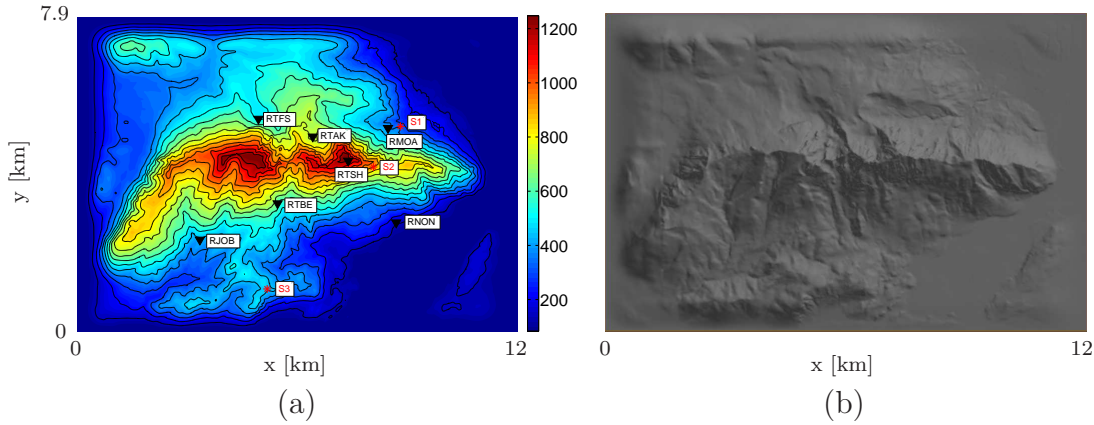 7.9
y [km]
0
0
12
x [km]
RTFS
RTAK
S1
RMOA
S2
RTSH
RTBE
RNON
RJOB
S3
1200
1000
800
600
400
200
(a)
0
12
x [km]
(b)